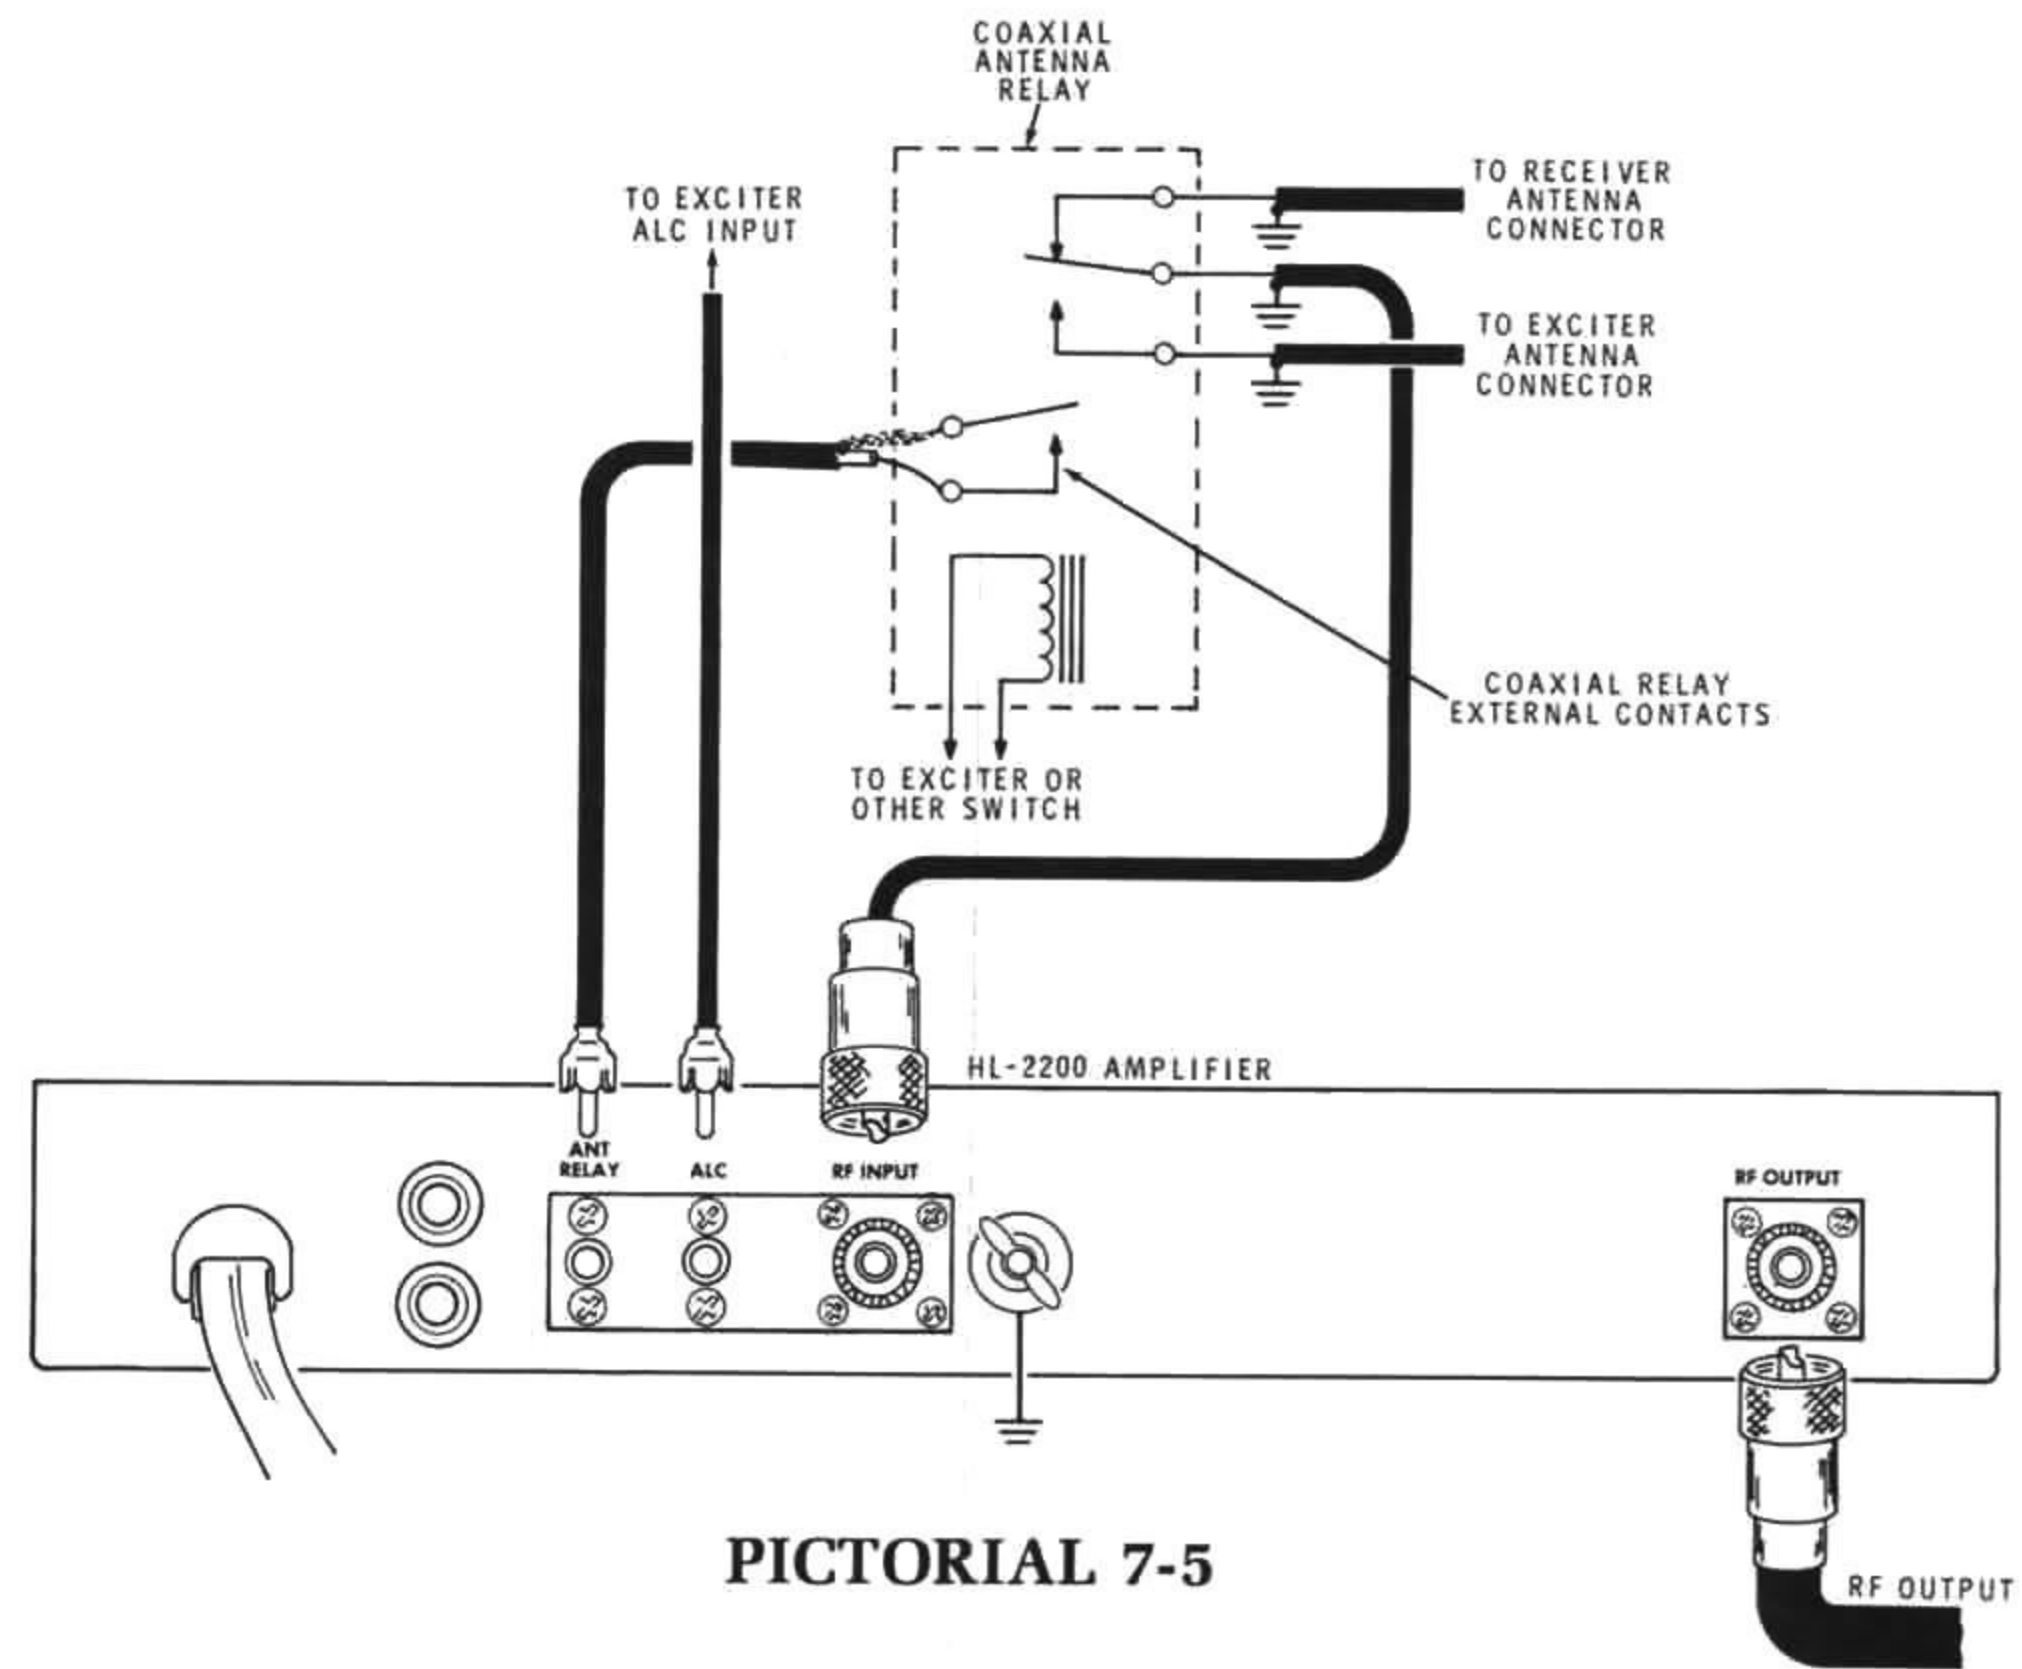 COAXIAL
ANTENNA
RELAY
TO EXCITER
ALC INPUT
TO RECEIVER
ANTENNA
CONNECTOR
TO EXCITER
ANTENNA
CONNECTOR
COAXIAL RELAY
EXTERNAL CONTACTS
TO EXCITER OR
OTHER SWITCH
HL-2200 AMPLIFIER
ANT
RELAY
ALC
RF INPUT
RF OUTPUT
PICTORIAL 7-5
RF OUTPUT